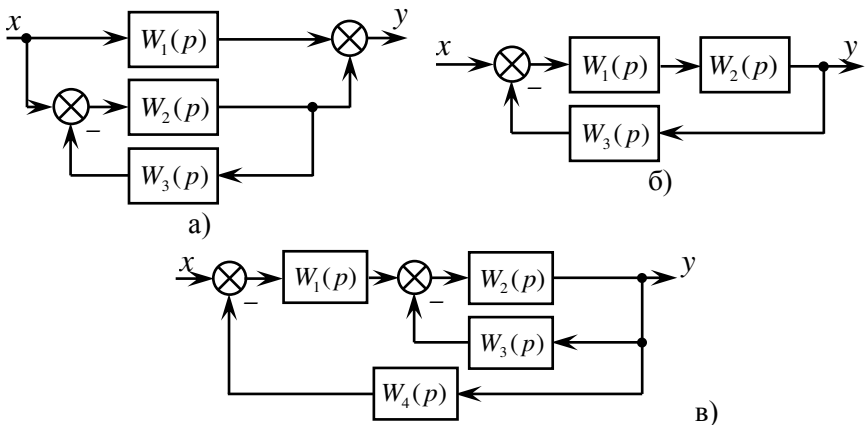 x W₁(p) y
– W₂(p)
W₃(p)
а)
x – W₁(p) W₂(p) y
W₃(p)
б)
x – W₁(p) – W₂(p) y
W₃(p)
W₄(p)
в)